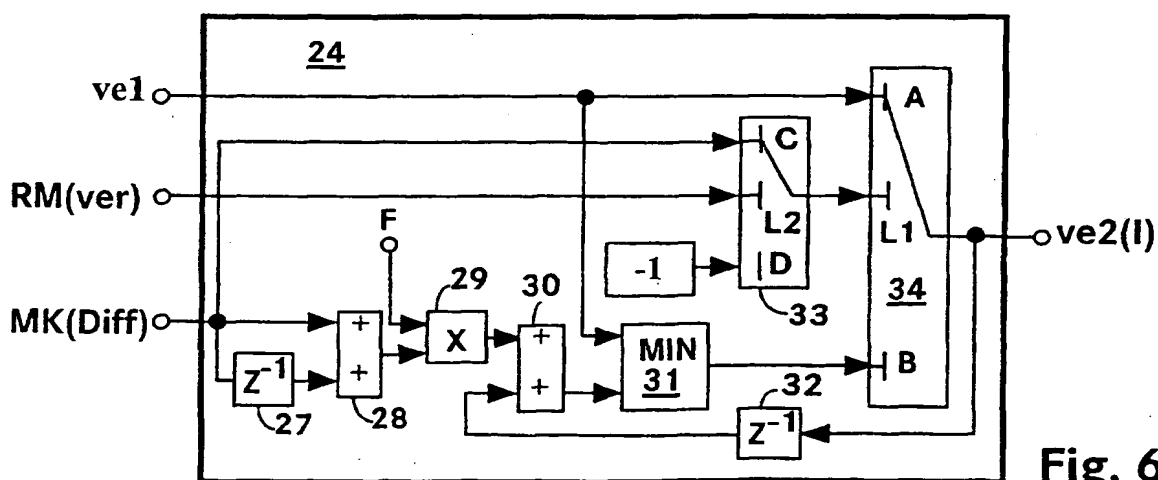 24
ve1
A
C
RM(ver)
L2
L1
ve2(I)
F
-1
D
34
29
30
33
MK(Diff)
+
X
+
MIN
31
B
Z⁻¹
+
+
32
27
28
Z⁻¹
Fig. 6